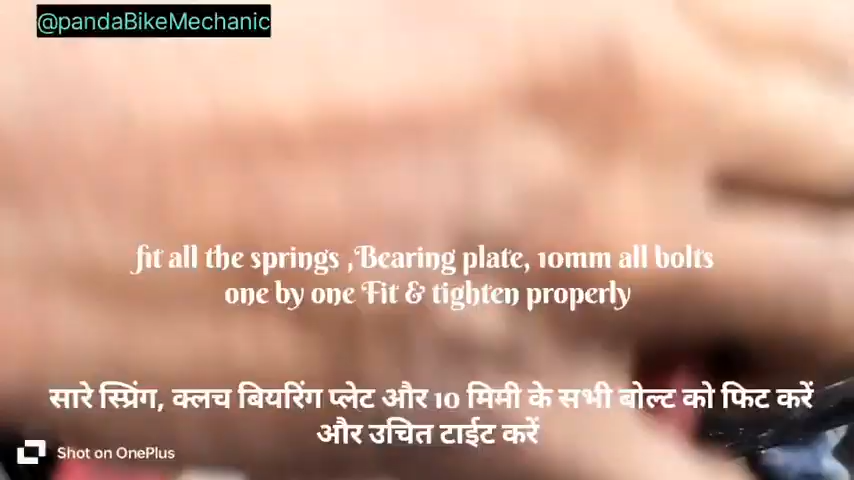 @pandaBikeMechanic
fit all the springs ,Bearing plate, 10mm all bolts
one by one Fit & tighten properly
सारे स्प्रिंग, क्लच बियरिंग प्लेट और 10 मिमी के सभी बोल्ट को फिट करें
और उचित टाईट करें
Shot on OnePlus